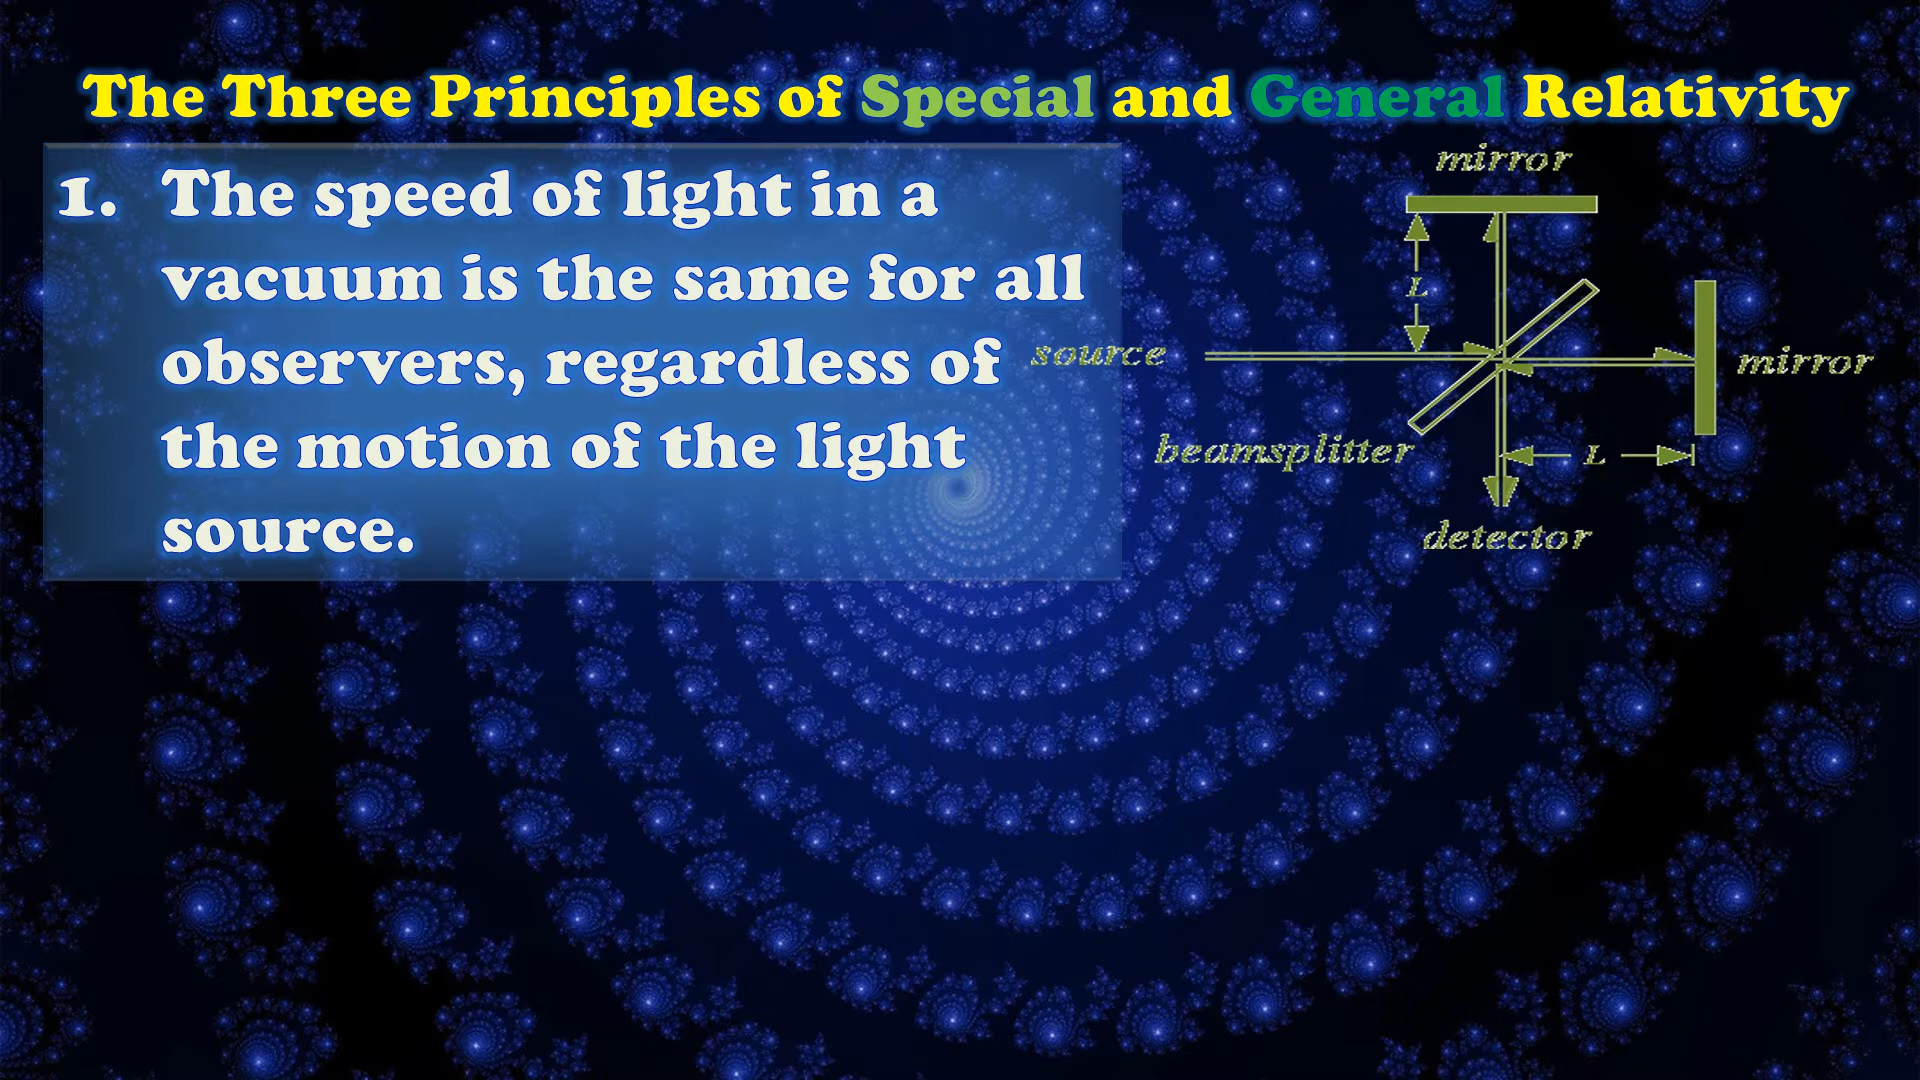 The Three Principles of Special and General Relativity
1. The speed of light in a
vacuum is the same for all
observers, regardless of
the motion of the light
source.
mirror
L
source
mirror
beamsplitter
L
detector